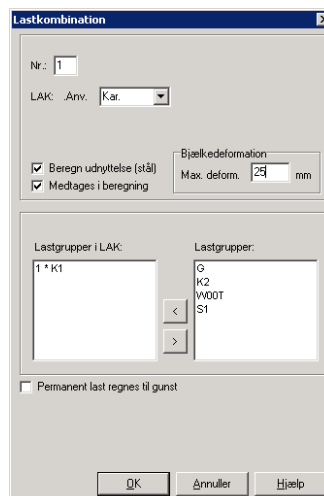 Lastkombination
Nr.: 1
LAK: .Anv. Kar.
Bjælkedeformation
Beregn udnyttelse (stål)
Max. deform. 25 mm
Medtages i beregning
Lastgrupper i LAK:
Lastgrupper:
1 * K1
G
K2
W00T
S1
<
>
Permanent last regnes til gunst
OK Annuller Hjælp